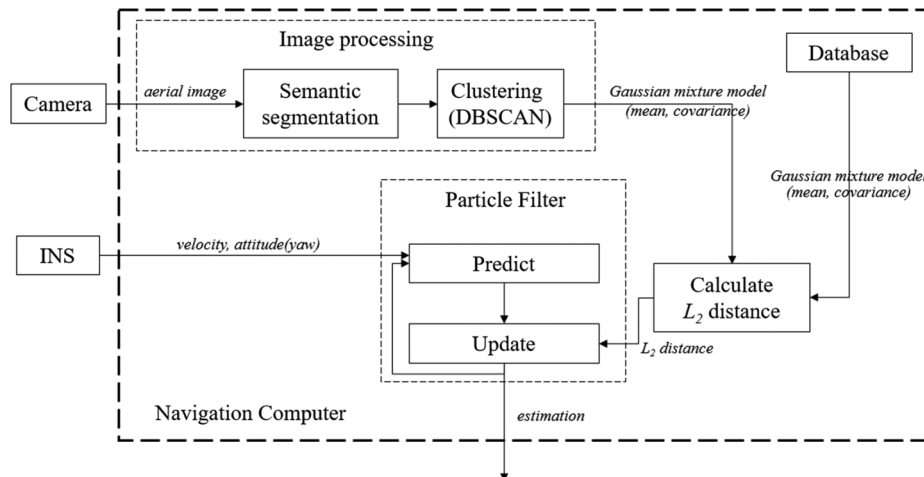 Image processing
Database
Camera
aerial image
Semantic
segmentation
Clustering
(DBSCAN)
Gaussian mixture model
(mean, covariance)
Gaussian mixture model
(mean, covariance)
Particle Filter
INS
velocity, attitude(yaw)
Predict
Calculate
L2 distance
Update
L2 distance
Navigation Computer
estimation